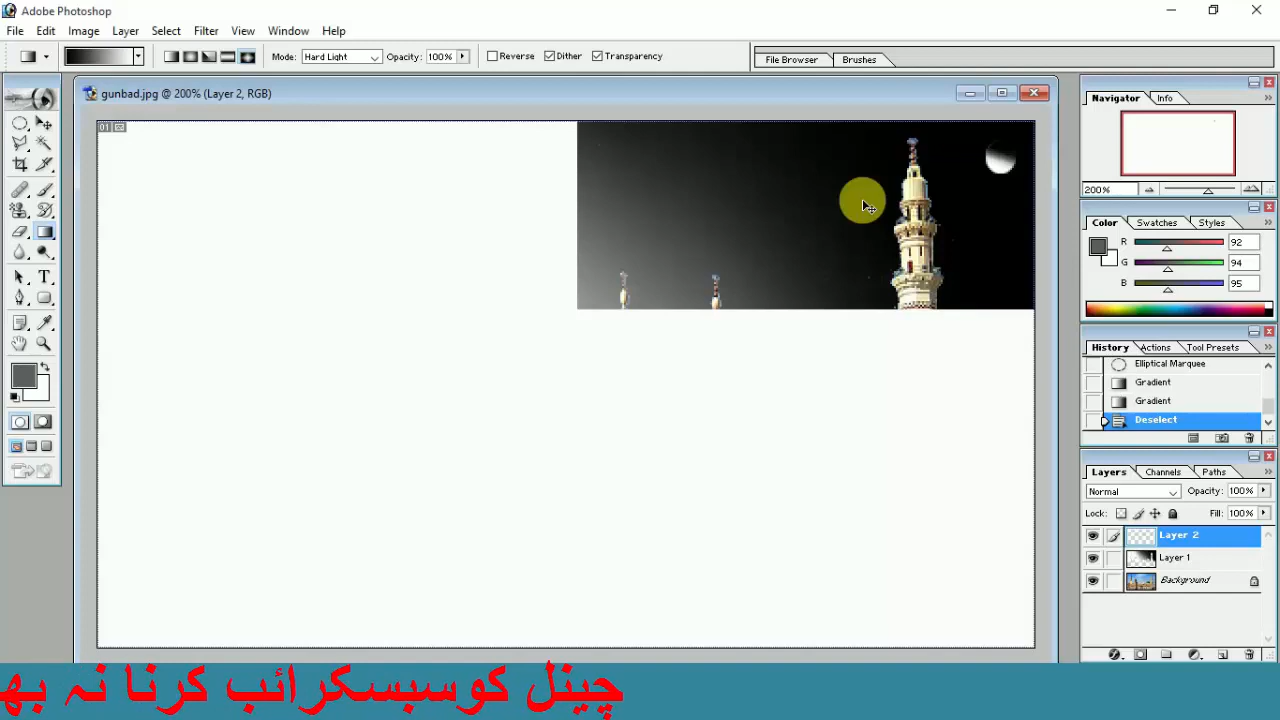 Adobe Photoshop
File Edit Image Layer Select Filter View Window Help
Mode: Hard Light Opacity: 100% Reverse Dither Transparency File Browser Brushes
gunbad.jpg @ 200% (Layer 2, RGB)
01
Navigator Info
200%
Color Swatches Styles
R 92
G 94
B 95
History Actions Tool Presets
Elliptical Marquee
Gradient
Gradient
Deselect
Layers Channels Paths
Normal Opacity: 100%
Lock: Fill: 100%
Layer 2
Layer 1
Background
چینل کوسبسکرائب کرنا نہ بھ